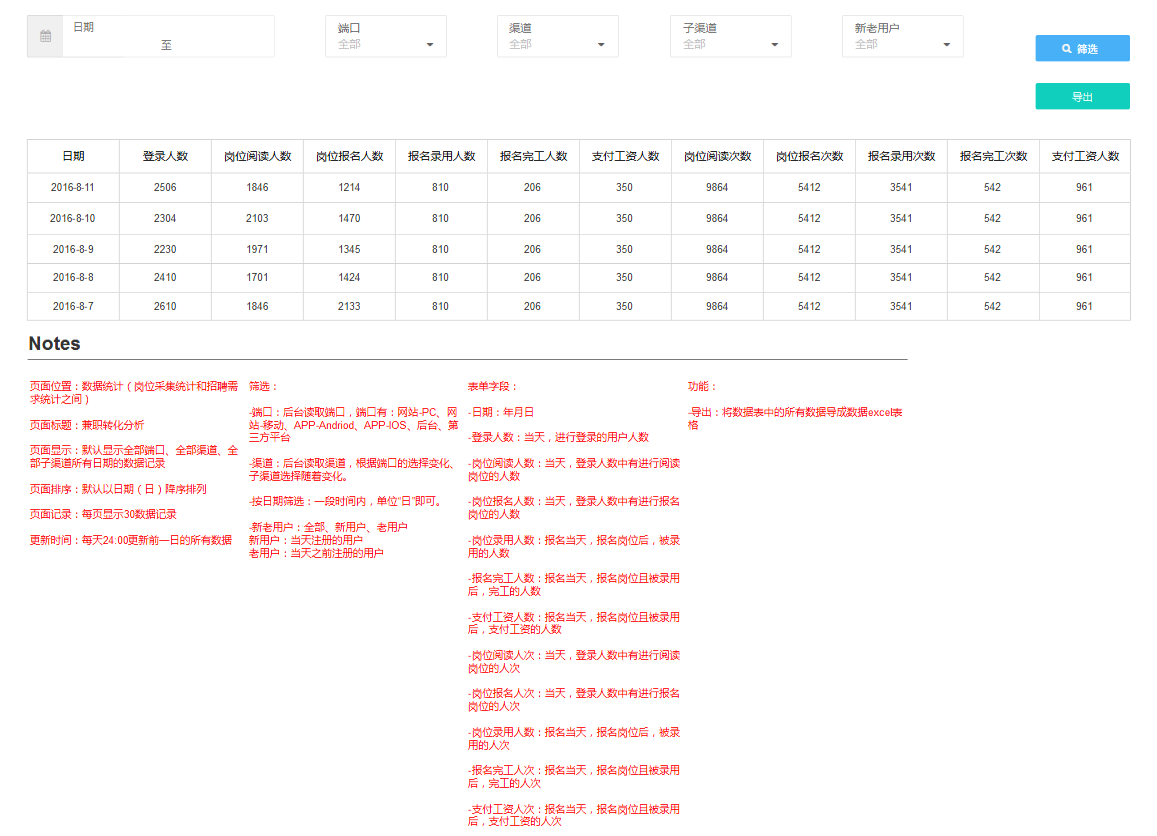 日期
至
端口
全部
渠道
全部
子渠道
全部
新老用户
全部
筛选
导出
日期 登录人数 岗位阅读人数 岗位报名人数 报名录用人数 报名完工人数 支付工资人数 岗位阅读次数 岗位报名次数 报名录用次数 报名完工次数 支付工资人数
2016-8-11 2506 1846 1214 810 206 350 9864 5412 3541 542 961
2016-8-10 2304 2103 1470 810 206 350 9864 5412 3541 542 961
2016-8-9 2230 1971 1345 810 206 350 9864 5412 3541 542 961
2016-8-8 2410 1701 1424 810 206 350 9864 5412 3541 542 961
2016-8-7 2610 1846 2133 810 206 350 9864 5412 3541 542 961
Notes
页面位置：数据统计（岗位采集统计和招聘需
求统计之间）
页面标题：兼职转化分析
页面显示：默认显示全部端口、全部渠道、全
部子渠道所有日期的数据记录
页面排序：默认以日期（日）降序排列
页面记录：每页显示30数据记录
更新时间：每天24:00更新前一日的所有数据
筛选：
-端口：后台读取端口，端口有：网站-PC、网
站-移动、APP-Andriod、APP-IOS、后台、第
三方平台
-渠道：后台读取渠道，根据端口的选择变化、
子渠道选择随着变化。
-按日期筛选：一段时间内，单位“日”即可。
-新老用户：全部、新用户、老用户
新用户：当天注册的用户
老用户：当天之前注册的用户
表单字段：
-日期：年月日
-登录人数：当天，进行登录的用户人数
-岗位阅读人数：当天，登录人数中有进行阅读
岗位的人数
-岗位报名人数：当天，登录人数中有进行报名
岗位的人数
-岗位录用人数：报名当天，报名岗位后，被录
用的人数
-报名完工人数：报名当天，报名岗位且被录用
后，完工的人数
-支付工资人数：报名当天，报名岗位且被录用
后，支付工资的人数
-岗位阅读人次：当天，登录人数中有进行阅读
岗位的人次
-岗位报名人次：当天，登录人数中有进行报名
岗位的人次
-岗位录用人数：报名当天，报名岗位后，被录
用的人次
-报名完工人次：报名当天，报名岗位且被录用
后，完工的人次
-支付工资人次：报名当天，报名岗位且被录用
后，支付工资的人次
功能：
-导出：将数据表中的所有数据导成数据excel表
格